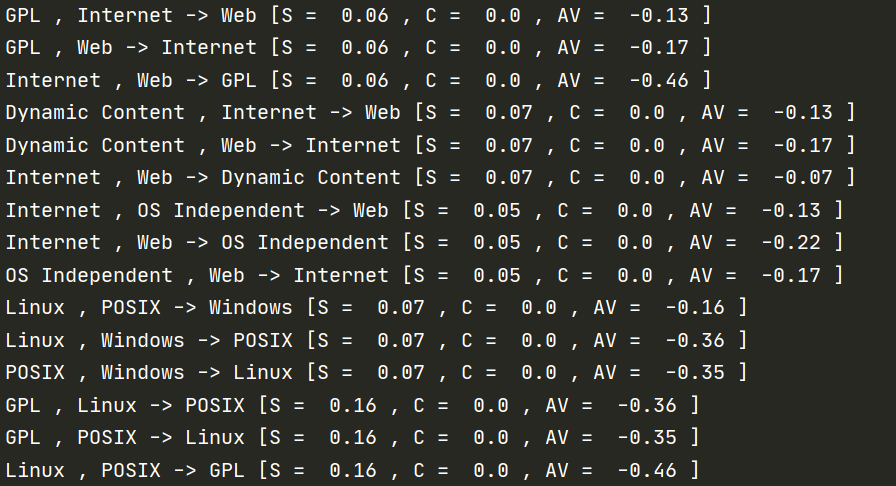 GPL , Internet -> Web [S =  0.06 , C =  0.0 , AV =  -0.13 ]
GPL , Web -> Internet [S =  0.06 , C =  0.0 , AV =  -0.17 ]
Internet , Web -> GPL [S =  0.06 , C =  0.0 , AV =  -0.46 ]
Dynamic Content , Internet -> Web [S =  0.07 , C =  0.0 , AV =  -0.13 ]
Dynamic Content , Web -> Internet [S =  0.07 , C =  0.0 , AV =  -0.17 ]
Internet , Web -> Dynamic Content [S =  0.07 , C =  0.0 , AV =  -0.07 ]
Internet , OS Independent -> Web [S =  0.05 , C =  0.0 , AV =  -0.13 ]
Internet , Web -> OS Independent [S =  0.05 , C =  0.0 , AV =  -0.22 ]
OS Independent , Web -> Internet [S =  0.05 , C =  0.0 , AV =  -0.17 ]
Linux , POSIX -> Windows [S =  0.07 , C =  0.0 , AV =  -0.16 ]
Linux , Windows -> POSIX [S =  0.07 , C =  0.0 , AV =  -0.36 ]
POSIX , Windows -> Linux [S =  0.07 , C =  0.0 , AV =  -0.35 ]
GPL , Linux -> POSIX [S =  0.16 , C =  0.0 , AV =  -0.36 ]
GPL , POSIX -> Linux [S =  0.16 , C =  0.0 , AV =  -0.35 ]
Linux , POSIX -> GPL [S =  0.16 , C =  0.0 , AV =  -0.46 ]